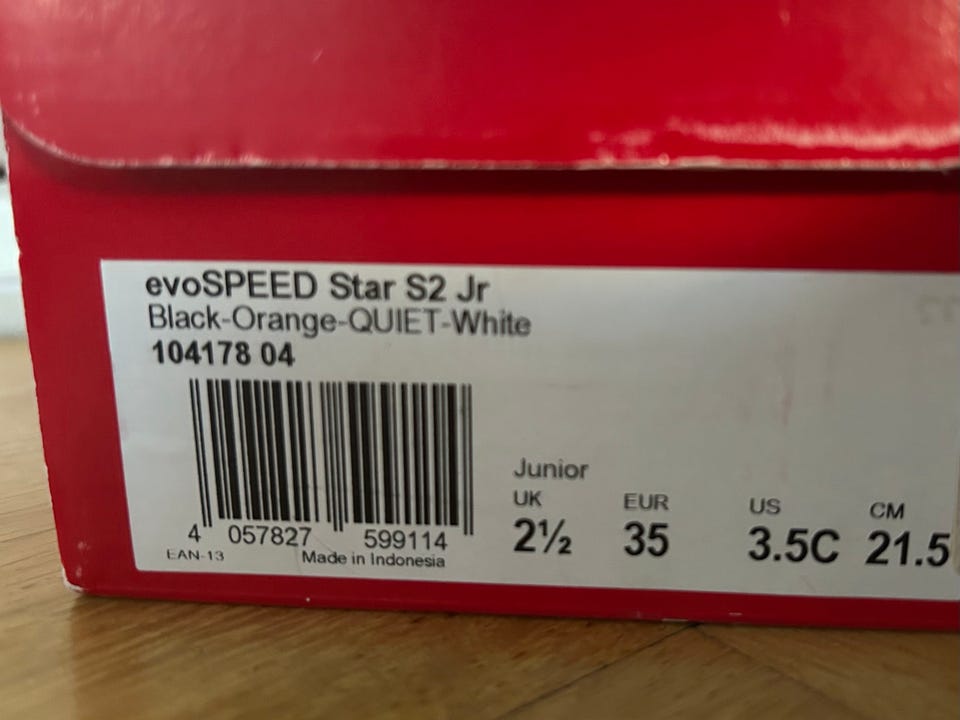 evoSPEED Star S2 Jr
Black-Orange-QUIET-White
104178 04
4 057827 599114
EAN-13 Made in Indonesia
Junior
UK EUR US CM
2½ 35 3.5C 21.5